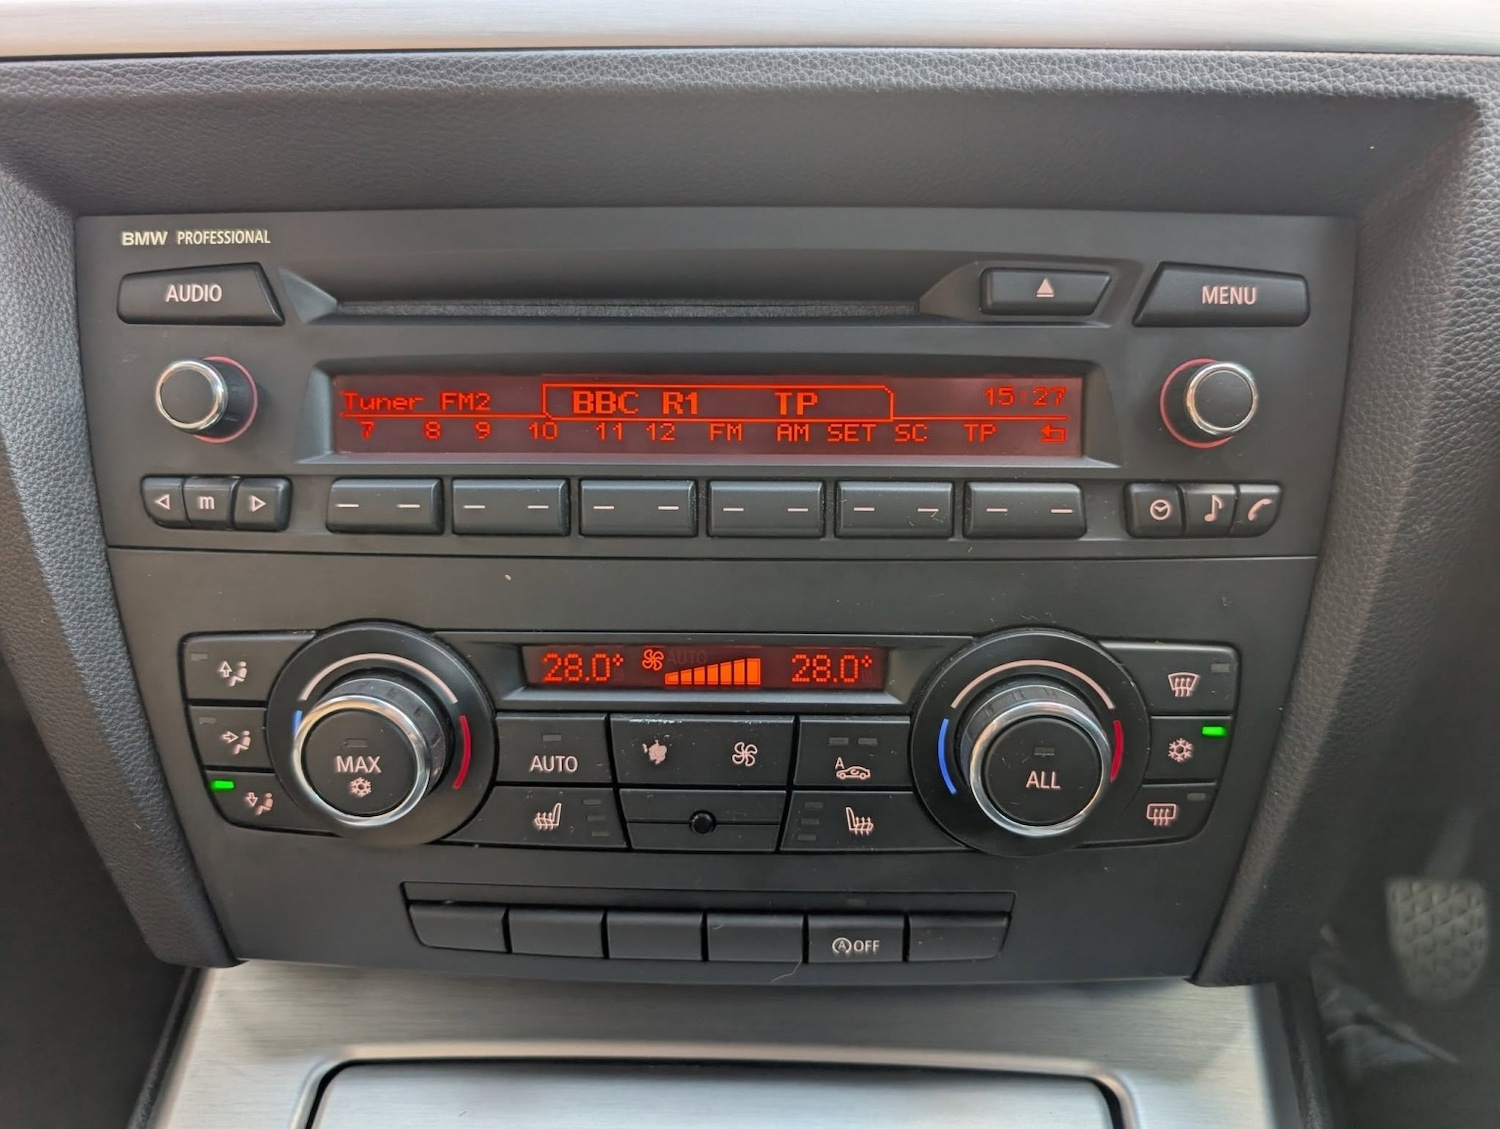 BMW PROFESSIONAL
AUDIO
MENU
Tuner FM2 BBC R1 TP 15:27
7 8 9 10 11 12 FM AM SET SC TP
m
28.0° AUTO 28.0°
MAX
AUTO
A
ALL
A OFF